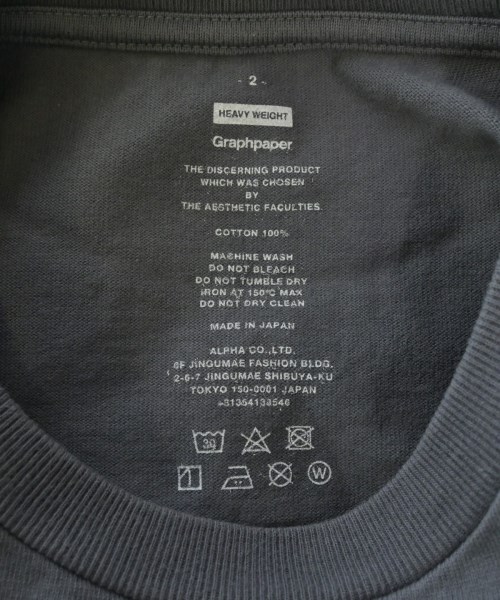 - 2 -
HEAVY WEIGHT
Graphpaper
THE DISCERNING PRODUCT
WHICH WAS CHOSEN
BY
THE AESTHETIC FACULTIES
COTTON 100%
MACHINE WASH
DO NOT BLEACH
DO NOT TUMBLE DRY
IRON AT 150°C MAX
DO NOT DRY CLEAN
MADE IN JAPAN
ALPHA CO.,LTD.
6F JINGUMAE FASHION BLDG.
2-6-7 JINGUMAE SHIBUYA-KU
TOKYO 150-0001 JAPAN
30
W